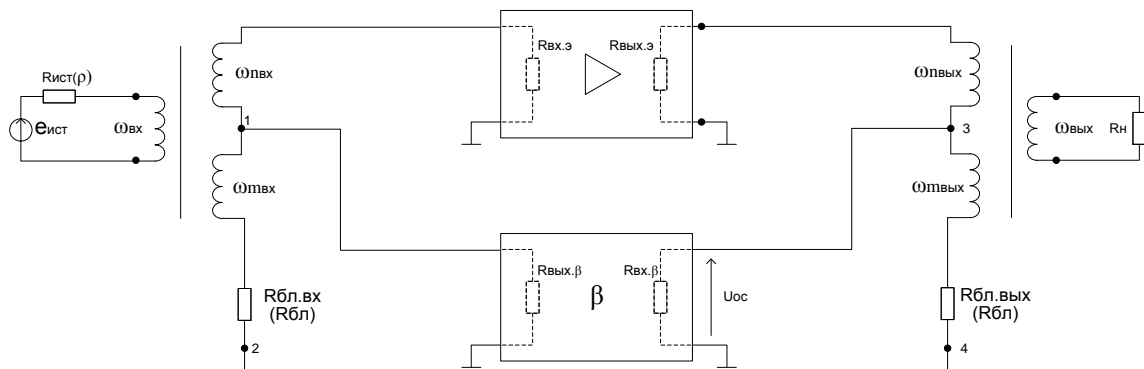 Rист(ρ)
eист
ωвх
ωnвх
1
ωmвх
Rбл.вх
(Rбл)
2
Rвх.э
Rвых.э
Rвых.β
β
Rвх.β
Uос
ωnвых
3
ωmвых
Rбл.вых
(Rбл)
4
ωвых
Rн